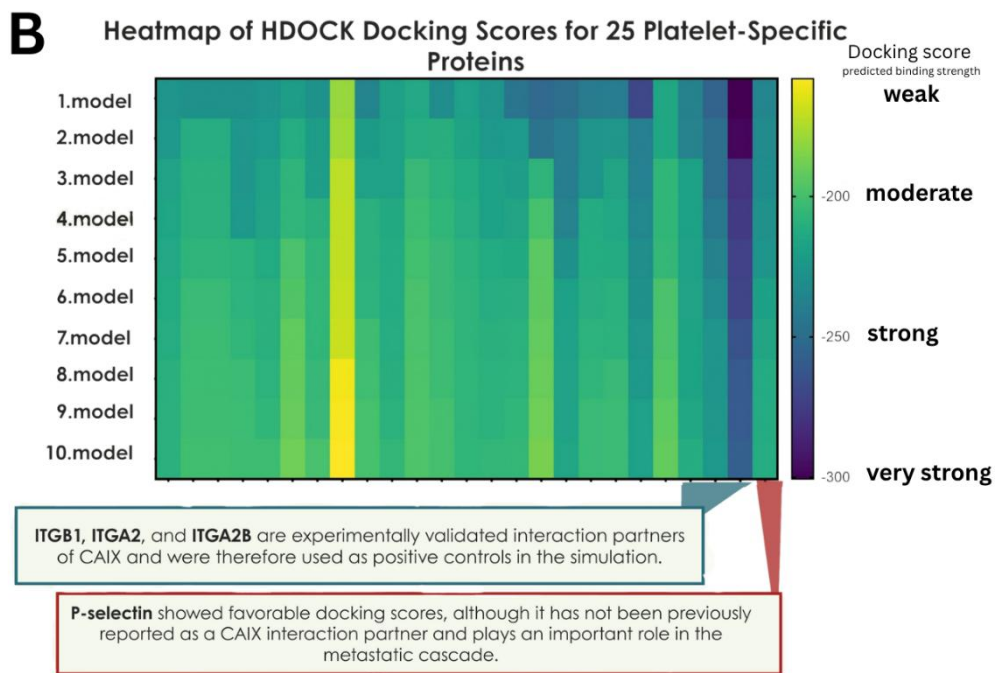 B
Heatmap of HDOCK Docking Scores for 25 Platelet-Specific
Proteins
Docking score
predicted binding strength
weak
1.model
2.model
3.model
-200 moderate
4.model
5.model
6.model
7.model
-250 strong
8.model
9.model
10.model
-300 very strong
ITGB1, ITGA2, and ITGA2B are experimentally validated interaction partners
of CAIX and were therefore used as positive controls in the simulation.
P-selectin showed favorable docking scores, although it has not been previously
reported as a CAIX interaction partner and plays an important role in the
metastatic cascade.